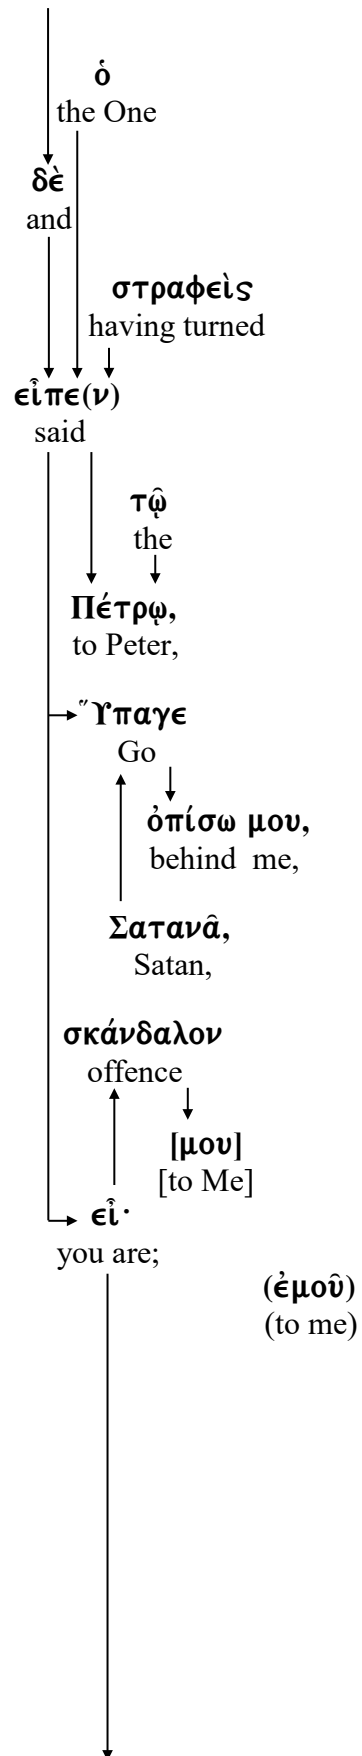 ὁ
the One
δὲ
and
στραφεὶς
having turned
εἶπε(ν)
said
τῷ
the
Πέτρῳ,
to Peter,
Ὕπαγε
Go
ὀπίσω μου,
behind me,
Σατανᾶ,
Satan,
σκάνδαλον
offence
[μου]
[to Me]
εἶ·
you are;
(ἐμοῦ)
(to me)